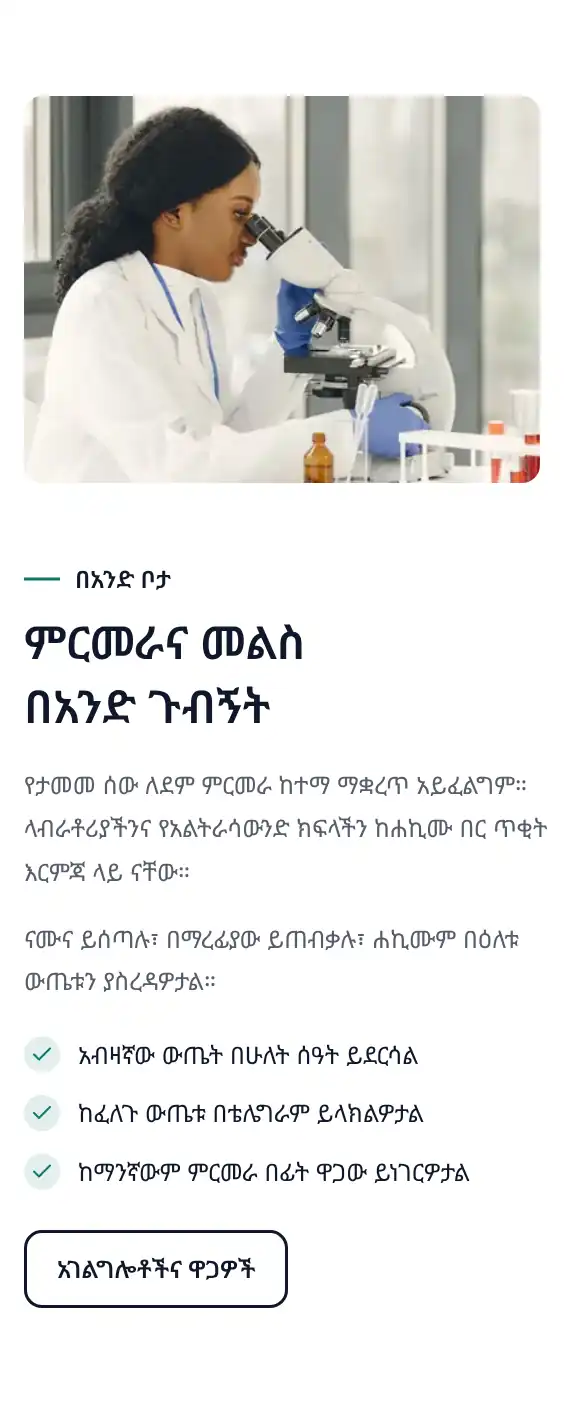 በአንድ ቦታ
ምርመራና መልስ
በአንድ ጉብኝት
የታመመ ሰው ለደም ምርመራ ከተማ ማቋረጥ አይፈልግም።
ላብራቶሪያችንና የአልትራሳውንድ ክፍላችን ከሐኪሙ በር ጥቂት
እርምጃ ላይ ናቸው።
ናሙና ይሰጣሉ፣ በማረፊያው ይጠብቃሉ፣ ሐኪሙም በዕለቱ
ውጤቱን ያስረዳዎታል።
አብዛኛው ውጤት በሁለት ሰዓት ይደርሳል
ከፈለጉ ውጤቱ በቴሌግራም ይላክልዎታል
ከማንኛውም ምርመራ በፊት ዋጋው ይነገርዎታል
አገልግሎቶችና ዋጋዎች